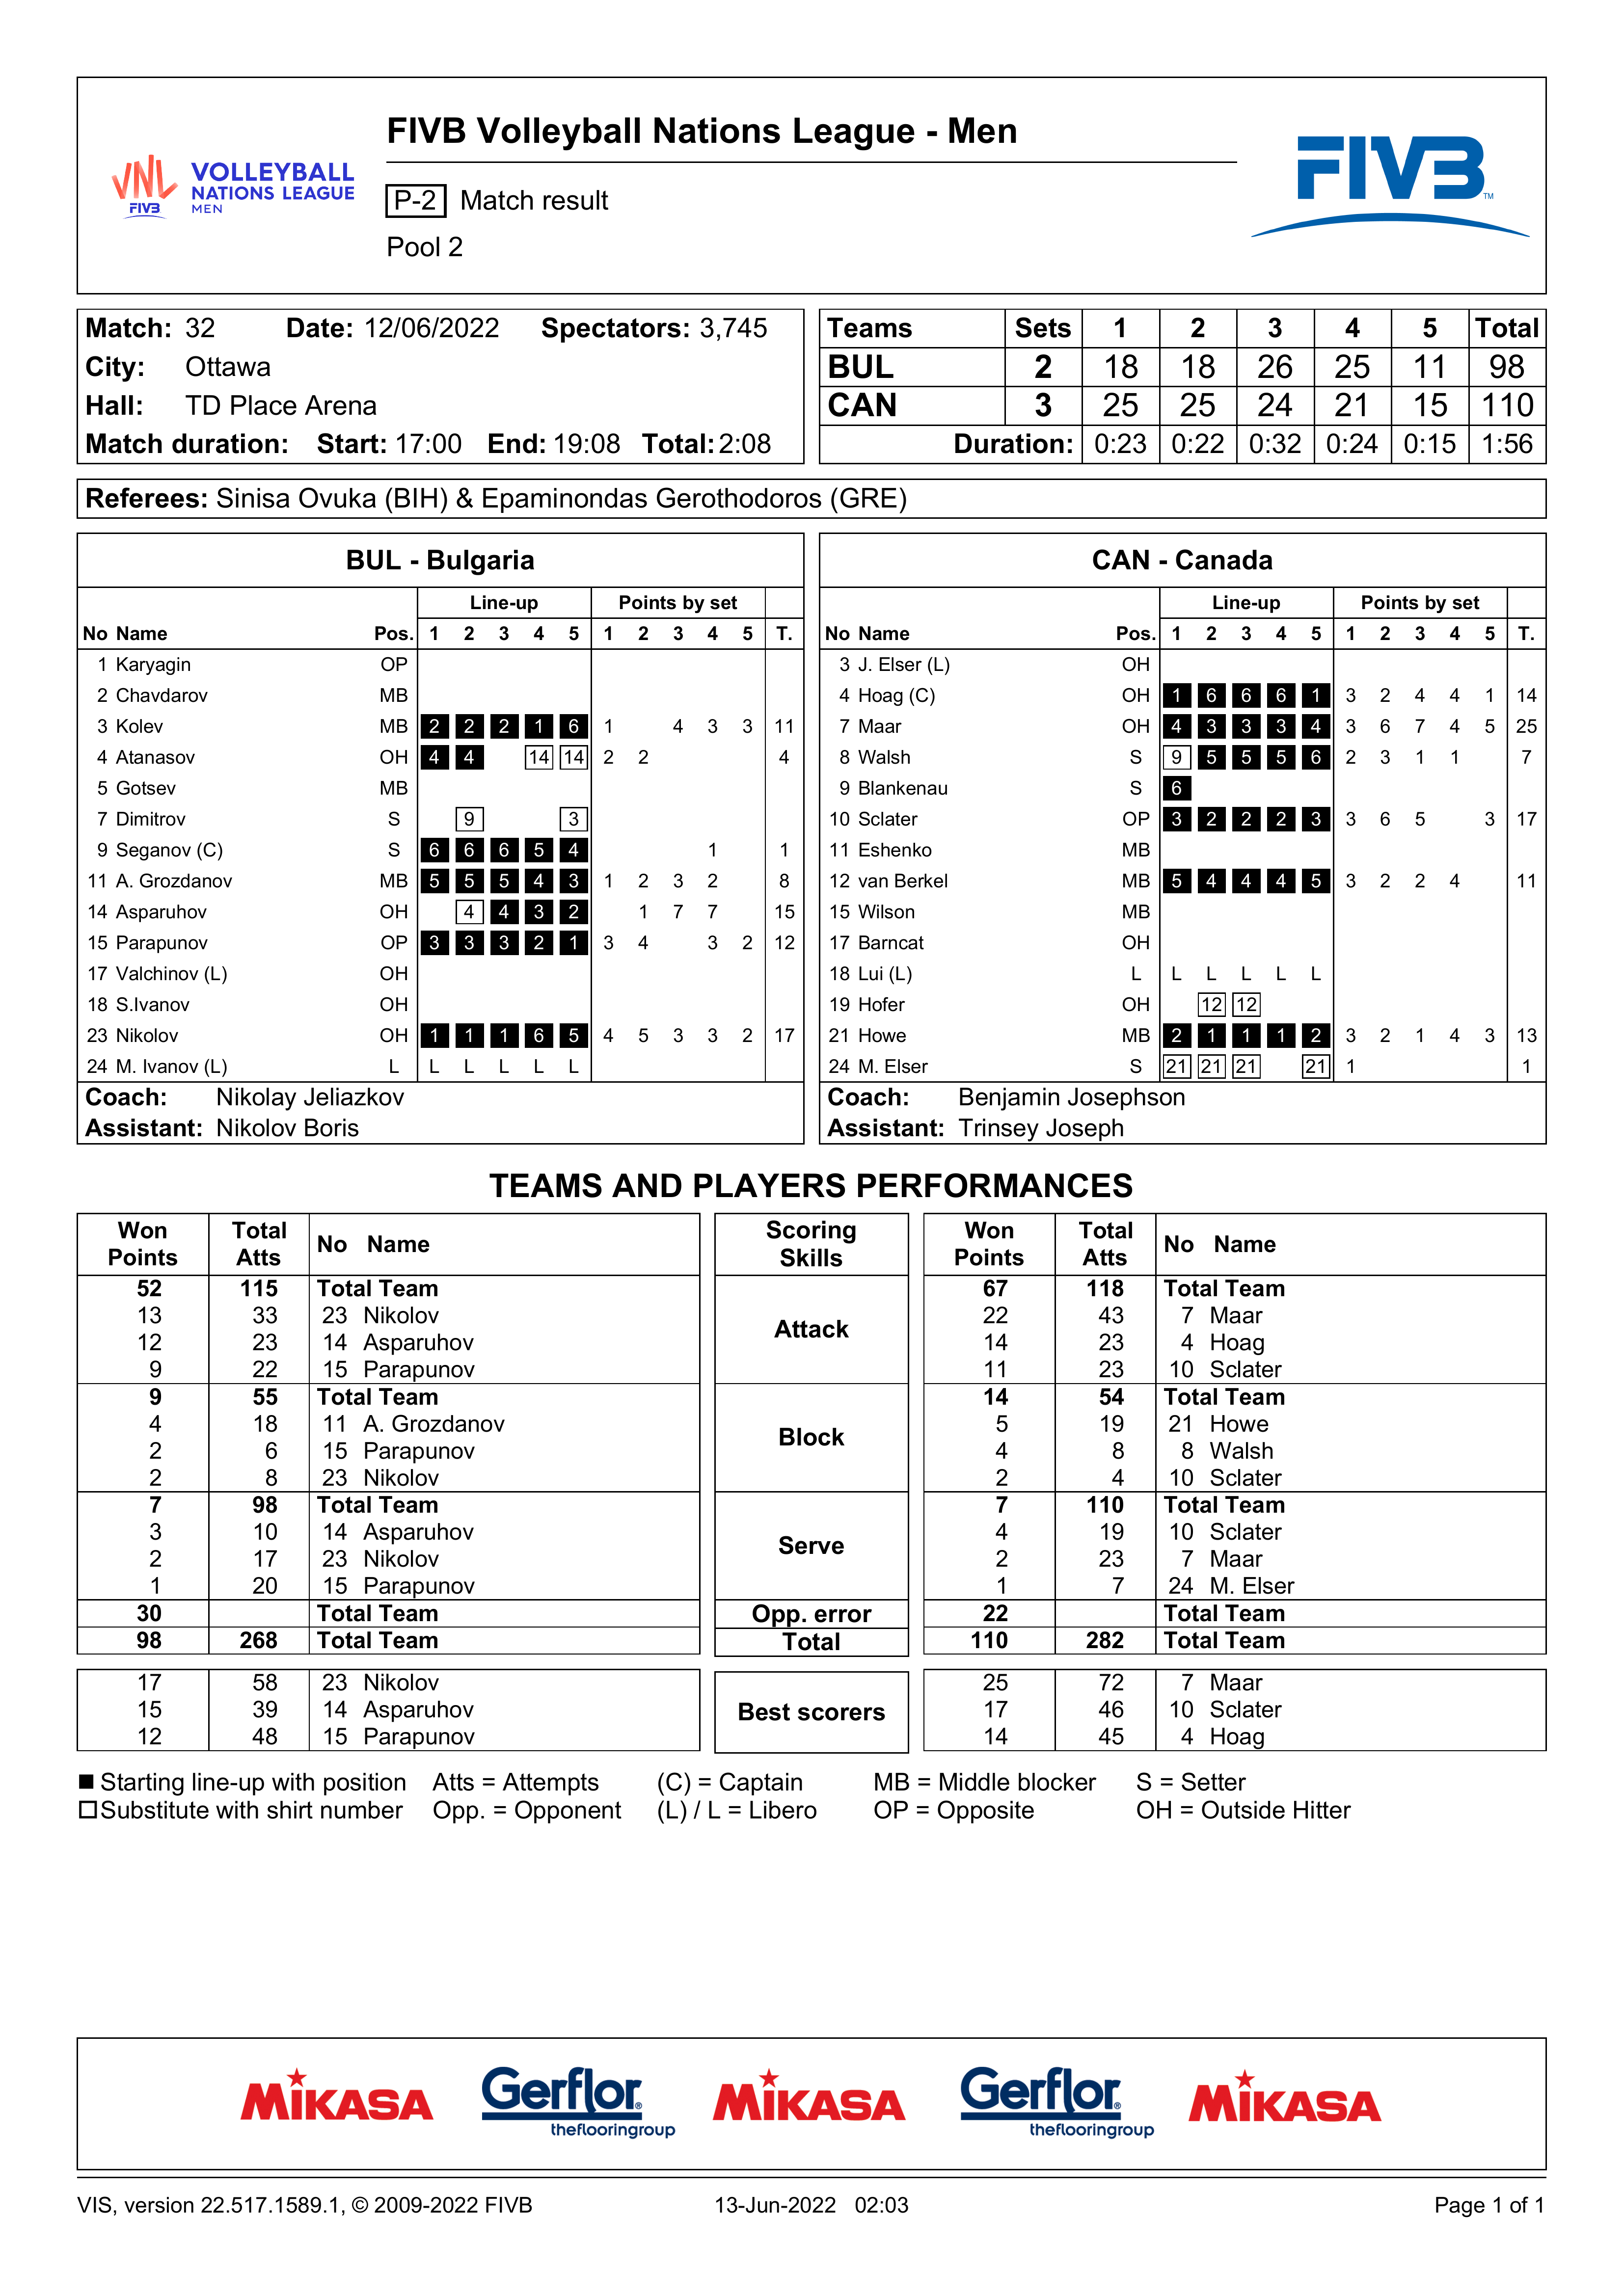 FIVB Volleyball Nations League - Men
VNL FIVB VOLLEYBALL NATIONS LEAGUE MEN
P-2 Match result
FIVB TM
Pool 2
Match: 32 Date: 12/06/2022 Spectators: 3,745
City: Ottawa
Hall: TD Place Arena
Match duration: Start: 17:00 End: 19:08 Total: 2:08
Teams Sets 1 2 3 4 5 Total
BUL 2 18 18 26 25 11 98
CAN 3 25 25 24 21 15 110
Duration: 0:23 0:22 0:32 0:24 0:15 1:56
Referees: Sinisa Ovuka (BIH) & Epaminondas Gerothodoros (GRE)
BUL - Bulgaria
Line-up Points by set
No Name Pos. 1 2 3 4 5 1 2 3 4 5 T.
1 Karyagin OP
2 Chavdarov MB
3 Kolev MB 2 2 2 1 6 1 4 3 3 11
4 Atanasov OH 4 4 14 14 2 2 4
5 Gotsev MB
7 Dimitrov S 9 3
9 Seganov (C) S 6 6 6 5 4 1 1
11 A. Grozdanov MB 5 5 5 4 3 1 2 3 2 8
14 Asparuhov OH 4 4 3 2 1 7 7 15
15 Parapunov OP 3 3 3 2 1 3 4 3 2 12
17 Valchinov (L) OH
18 S.Ivanov OH
23 Nikolov OH 1 1 1 6 5 4 5 3 3 2 17
24 M. Ivanov (L) L L L L L L
Coach: Nikolay Jeliazkov
Assistant: Nikolov Boris
CAN - Canada
Line-up Points by set
No Name Pos. 1 2 3 4 5 1 2 3 4 5 T.
3 J. Elser (L) OH
4 Hoag (C) OH 1 6 6 6 1 3 2 4 4 1 14
7 Maar OH 4 3 3 3 4 3 6 7 4 5 25
8 Walsh S 9 5 5 5 6 2 3 1 1 7
9 Blankenau S 6
10 Sclater OP 3 2 2 2 3 3 6 5 3 17
11 Eshenko MB
12 van Berkel MB 5 4 4 4 5 3 2 2 4 11
15 Wilson MB
17 Barncat OH
18 Lui (L) L L L L L L
19 Hofer OH 12 12
21 Howe MB 2 1 1 1 2 3 2 1 4 3 13
24 M. Elser S 21 21 21 21 1 1
Coach: Benjamin Josephson
Assistant: Trinsey Joseph
TEAMS AND PLAYERS PERFORMANCES
Won Points Total Atts No Name Scoring Skills Won Points Total Atts No Name
52 115 Total Team Attack 67 118 Total Team
13 33 23 Nikolov 22 43 7 Maar
12 23 14 Asparuhov 14 23 4 Hoag
9 22 15 Parapunov 11 23 10 Sclater
9 55 Total Team Block 14 54 Total Team
4 18 11 A. Grozdanov 5 19 21 Howe
2 6 15 Parapunov 4 8 8 Walsh
2 8 23 Nikolov 2 4 10 Sclater
7 98 Total Team Serve 7 110 Total Team
3 10 14 Asparuhov 4 19 10 Sclater
2 17 23 Nikolov 2 23 7 Maar
1 20 15 Parapunov 1 7 24 M. Elser
30 Total Team Opp. error 22 Total Team
98 268 Total Team Total 110 282 Total Team
17 58 23 Nikolov Best scorers 25 72 7 Maar
15 39 14 Asparuhov 17 46 10 Sclater
12 48 15 Parapunov 14 45 4 Hoag
Starting line-up with position Atts = Attempts (C) = Captain MB = Middle blocker S = Setter
Substitute with shirt number Opp. = Opponent (L) / L = Libero OP = Opposite OH = Outside Hitter
MIKASA Gerflor® theflooringgroup MIKASA Gerflor® theflooringgroup MIKASA
VIS, version 22.517.1589.1, © 2009-2022 FIVB 13-Jun-2022 02:03 Page 1 of 1